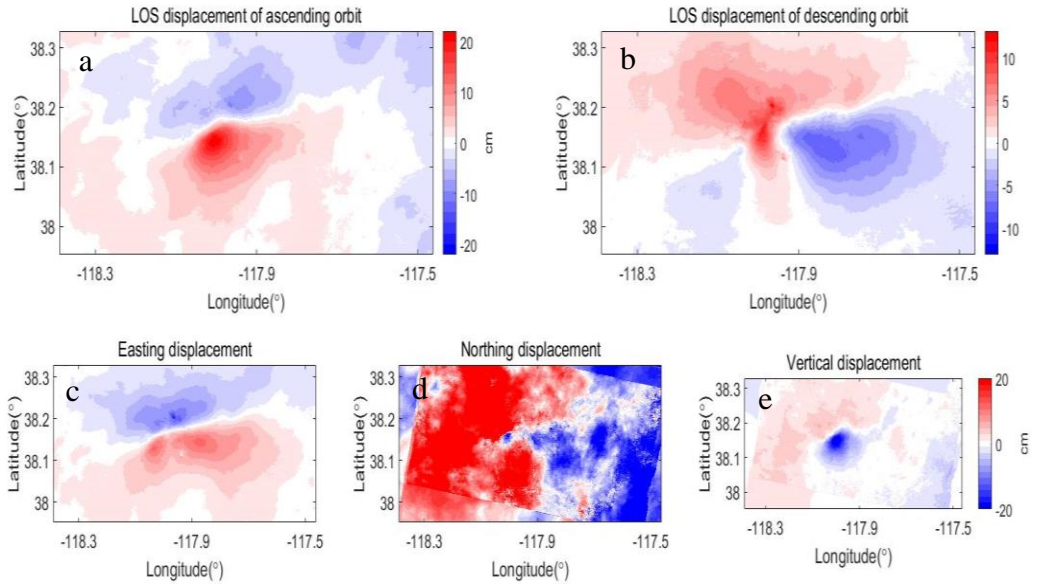 LOS displacement of ascending orbit
a
38.3
38.2
38.1
38
Latitude(°)
-118.3
-117.9
-117.5
Longitude(°)
20
10
0
-10
-20
cm
LOS displacement of descending orbit
b
38.3
38.2
38.1
38
Latitude(°)
-118.3
-117.9
-117.5
Longitude(°)
10
5
0
-5
-10
cm
Easting displacement
c
38.3
38.2
38.1
38
Latitude(°)
-118.3
-117.9
-117.5
Longitude(°)
Northing displacement
d
38.3
38.2
38.1
38
Latitude(°)
-118.3
-117.9
-117.5
Longitude(°)
Vertical displacement
e
38.3
38.2
38.1
38
Latitude(°)
-118.3
-117.9
-117.5
Longitude(°)
20
10
0
-10
-20
cm